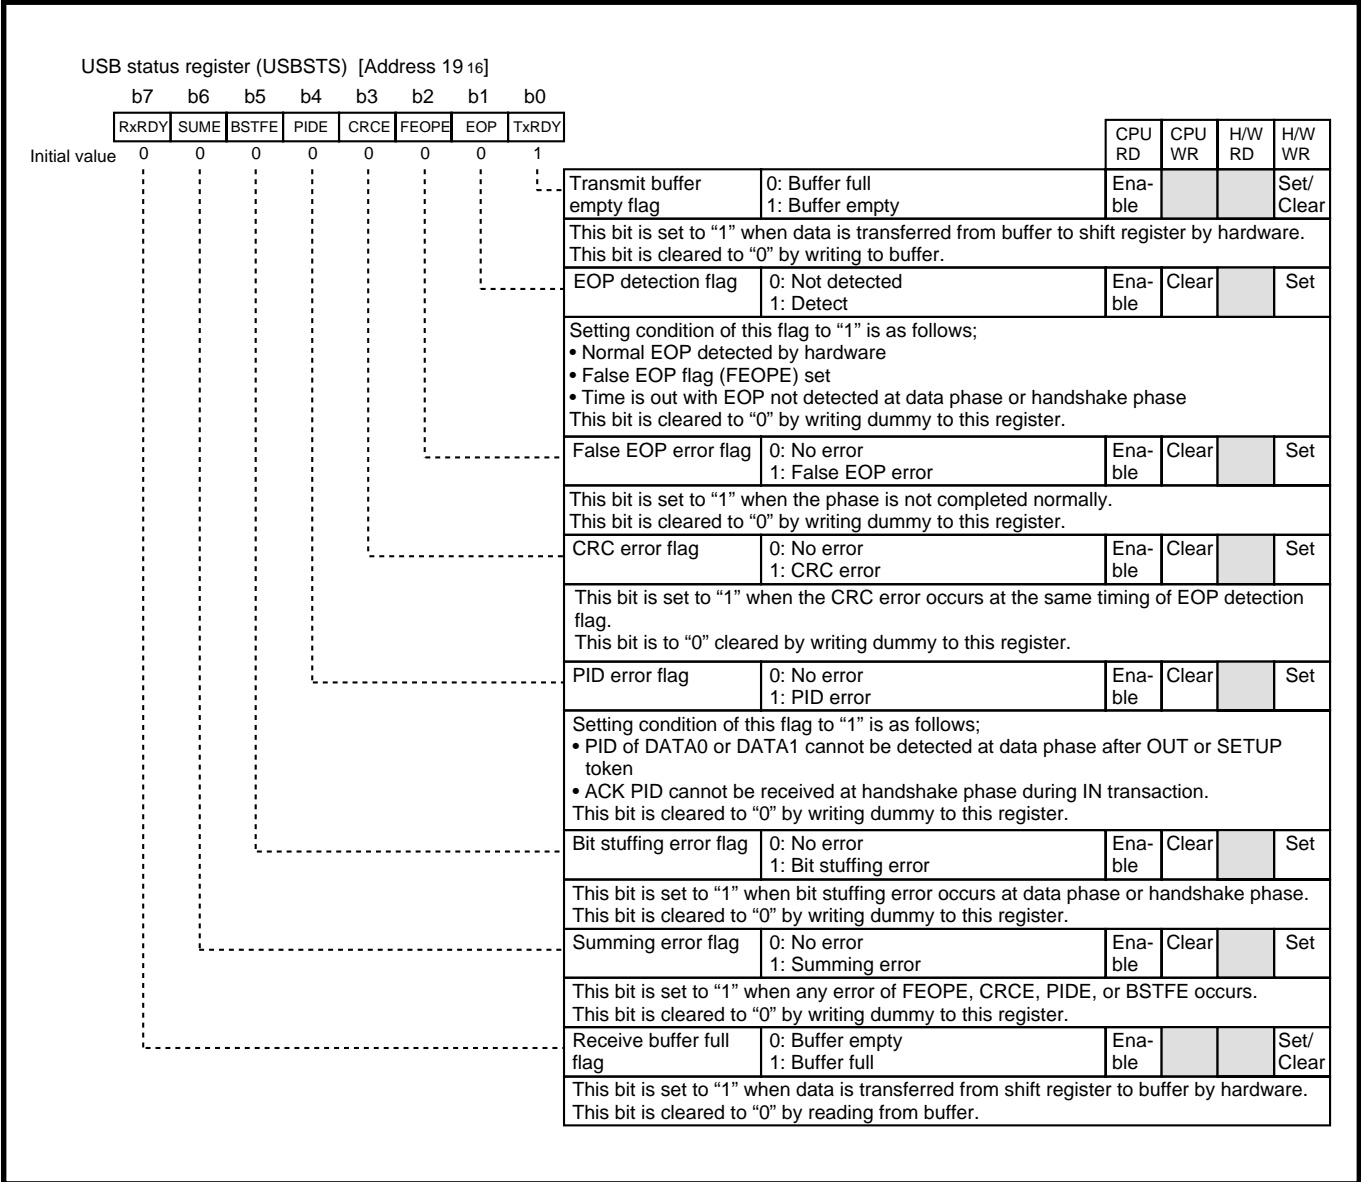 USB status register (USBSTS) [Address 19 16]
b7 b6 b5 b4 b3 b2 b1 b0
RxRDY SUME BSTFE PIDE CRCE FEOPE EOP TxRDY
Initial value 0 0 0 0 0 0 0 1
CPU RD CPU WR H/W RD H/W WR
Transmit buffer 0: Buffer full Ena- Set/
empty flag 1: Buffer empty ble Clear
This bit is set to “1” when data is transferred from buffer to shift register by hardware.
This bit is cleared to “0” by writing to buffer.
EOP detection flag 0: Not detected Ena- Clear Set
1: Detect ble
Setting condition of this flag to “1” is as follows;
• Normal EOP detected by hardware
• False EOP flag (FEOPE) set
• Time is out with EOP not detected at data phase or handshake phase
This bit is cleared to “0” by writing dummy to this register.
False EOP error flag 0: No error Ena- Clear Set
1: False EOP error ble
This bit is set to “1” when the phase is not completed normally.
This bit is cleared to “0” by writing dummy to this register.
CRC error flag 0: No error Ena- Clear Set
1: CRC error ble
This bit is set to “1” when the CRC error occurs at the same timing of EOP detection
flag.
This bit is to “0” cleared by writing dummy to this register.
PID error flag 0: No error Ena- Clear Set
1: PID error ble
Setting condition of this flag to “1” is as follows;
• PID of DATA0 or DATA1 cannot be detected at data phase after OUT or SETUP
token
• ACK PID cannot be received at handshake phase during IN transaction.
This bit is cleared to “0” by writing dummy to this register.
Bit stuffing error flag 0: No error Ena- Clear Set
1: Bit stuffing error ble
This bit is set to “1” when bit stuffing error occurs at data phase or handshake phase.
This bit is cleared to “0” by writing dummy to this register.
Summing error flag 0: No error Ena- Clear Set
1: Summing error ble
This bit is set to “1” when any error of FEOPE, CRCE, PIDE, or BSTFE occurs.
This bit is cleared to “0” by writing dummy to this register.
Receive buffer full 0: Buffer empty Ena- Set/
flag 1: Buffer full ble Clear
This bit is set to “1” when data is transferred from shift register to buffer by hardware.
This bit is cleared to “0” by reading from buffer.